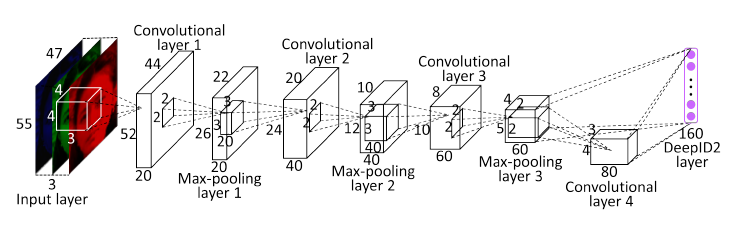 Convolutional
layer 1
47
4
4
3
55
3
Input layer
44
2
2
52
20
22
3
3
20
26
20
Max-pooling
layer 1
Convolutional
layer 2
20
2
2
24
40
10
3
3
40
12
40
Max-pooling
layer 2
Convolutional
layer 3
8
2
2
10
60
4
2
2
5
60
Max-pooling
layer 3
3
4
80
Convolutional
layer 4
160
DeepID2
layer